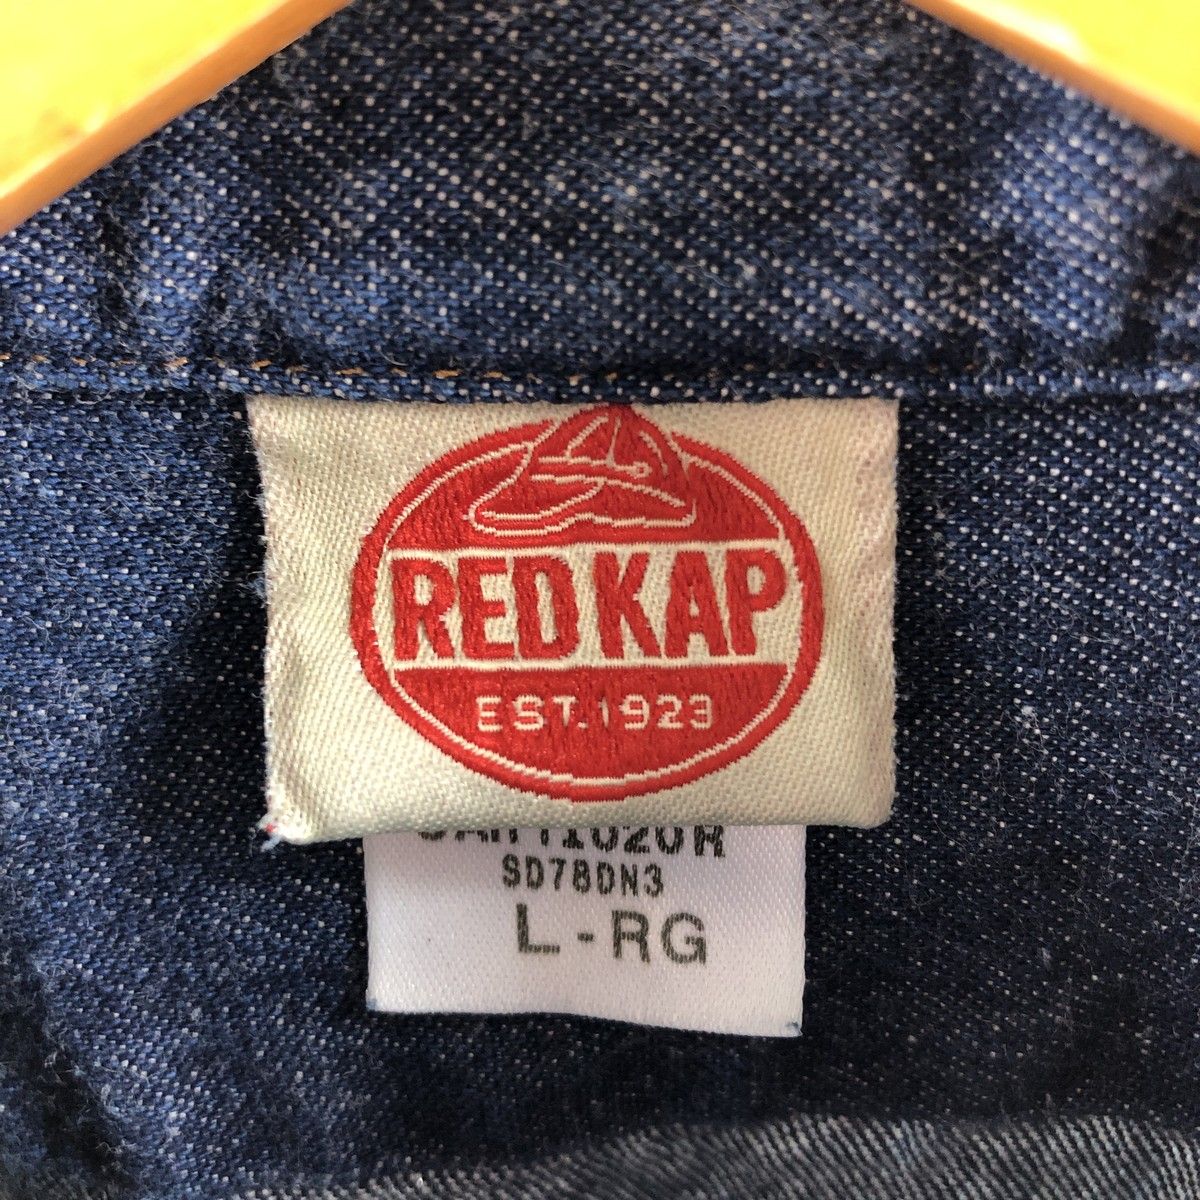 RED KAP
EST. 1923
SD78DN3
L-RG